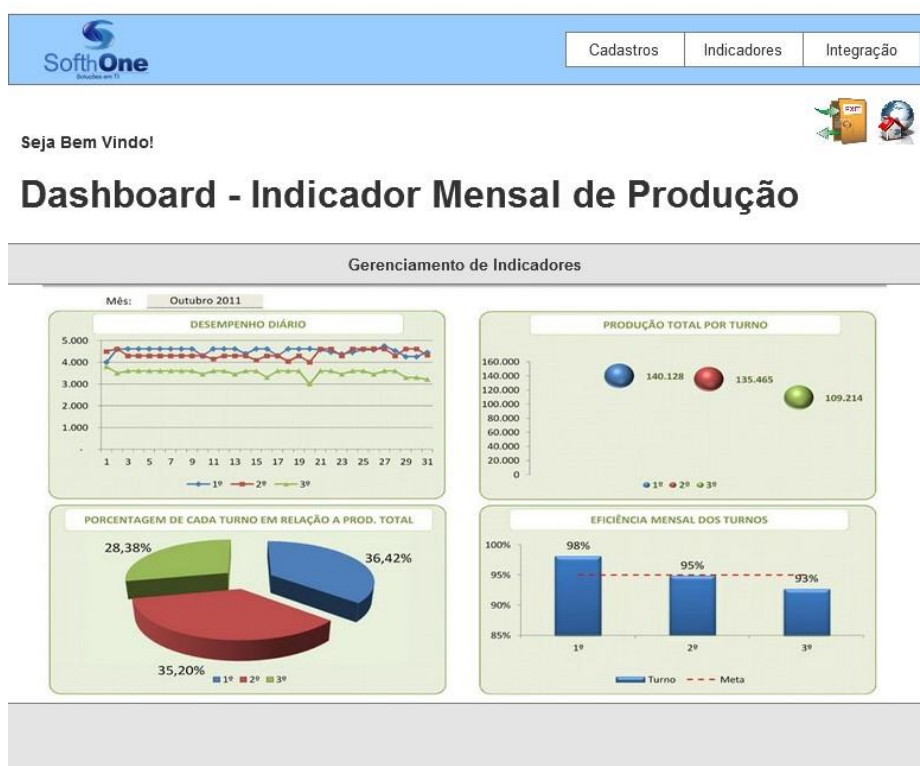 SofthOne
Soluções em TI
Cadastros Indicadores Integração
EXIT
Seja Bem Vindo!
Dashboard - Indicador Mensal de Produção
Gerenciamento de Indicadores
Mês: Outubro 2011
DESEMPENHO DIÁRIO
5.000
4.000
3.000
2.000
1.000
-
1 3 5 7 9 11 13 15 17 19 21 23 25 27 29 31
1º 2º 3º
PRODUÇÃO TOTAL POR TURNO
160.000
140.000
120.000
100.000
80.000
60.000
40.000
20.000
0
140.128 135.465 109.214
1º 2º 3º
PORCENTAGEM DE CADA TURNO EM RELAÇÃO A PROD. TOTAL
28,38% 36,42%
35,20%
1º 2º 3º
EFICIÊNCIA MENSAL DOS TURNOS
100%
95%
90%
85%
98% 95% 93%
1º 2º 3º
Turno Meta